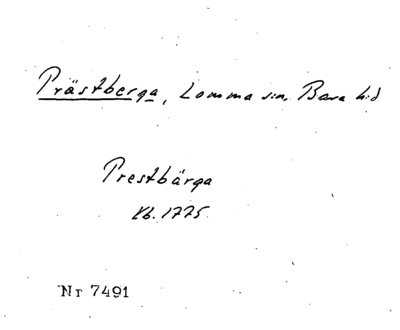 Prästberga, Lomma sn, Bara hd
Prestbärga
Kb. 1775
Nr 7491